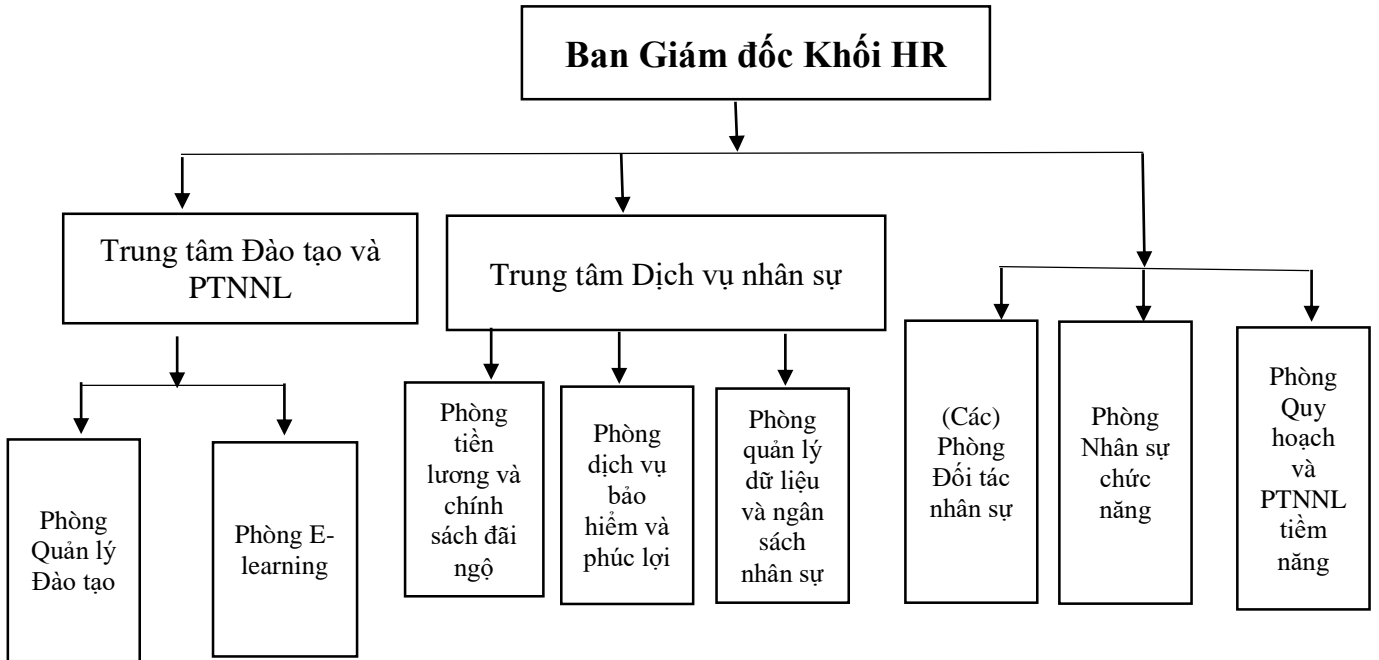 Ban Giám đốc Khối HR
Trung tâm Đào tạo và
PTNNL
Trung tâm Dịch vụ nhân sự
Phòng
Quản lý
Đào tạo
Phòng E-
learning
Phòng
tiền
lương và
chính
sách đãi
ngộ
Phòng
dịch vụ
bảo
hiểm và
phúc lợi
Phòng
quản lý
dữ liệu
và ngân
sách
nhân sự
(Các)
Phòng
Đối tác
nhân sự
Phòng
Nhân sự
chức
năng
Phòng
Quy
hoạch
và
PTNNL
tiềm
năng